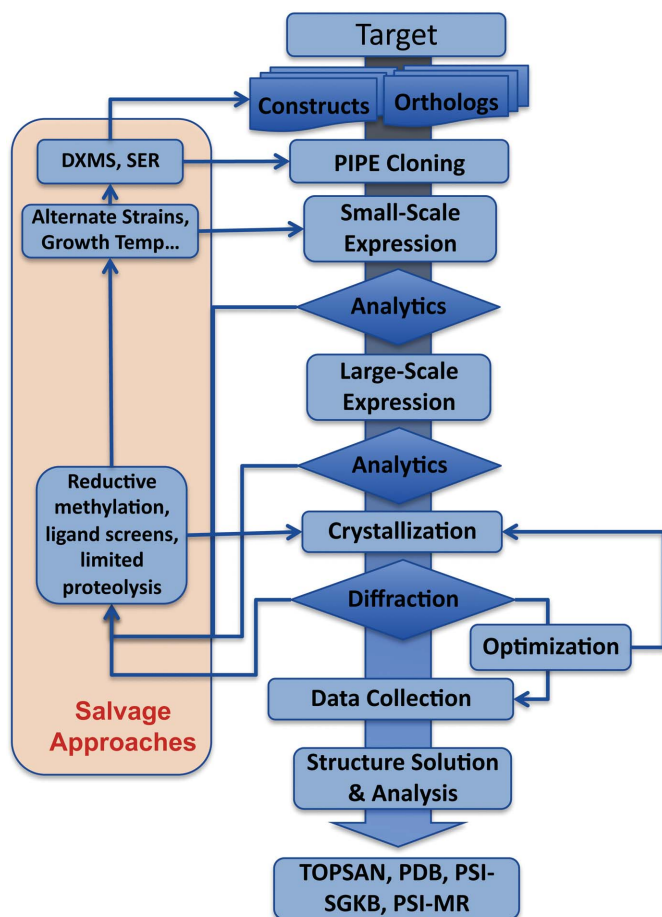 Target
Constructs
Orthologs
DXMS, SER
PIPE Cloning
Alternate Strains,
Growth Temp...
Small-Scale
Expression
Analytics
Large-Scale
Expression
Analytics
Reductive
methylation,
ligand screens,
limited
proteolysis
Crystallization
Diffraction
Optimization
Data Collection
Salvage
Approaches
Structure Solution
& Analysis
TOPSAN, PDB, PSI-
SGKB, PSI-MR